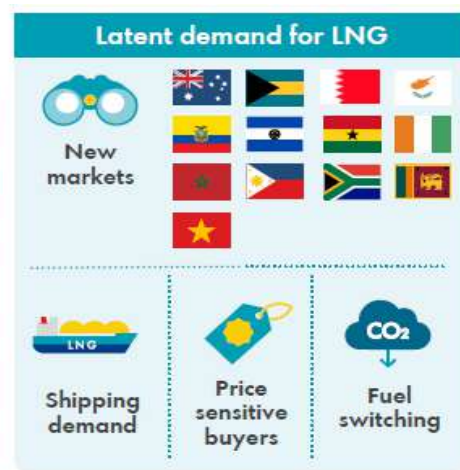 Latent demand for LNG
New
markets
LNG
Shipping
demand
Price
sensitive
buyers
CO₂
Fuel
switching